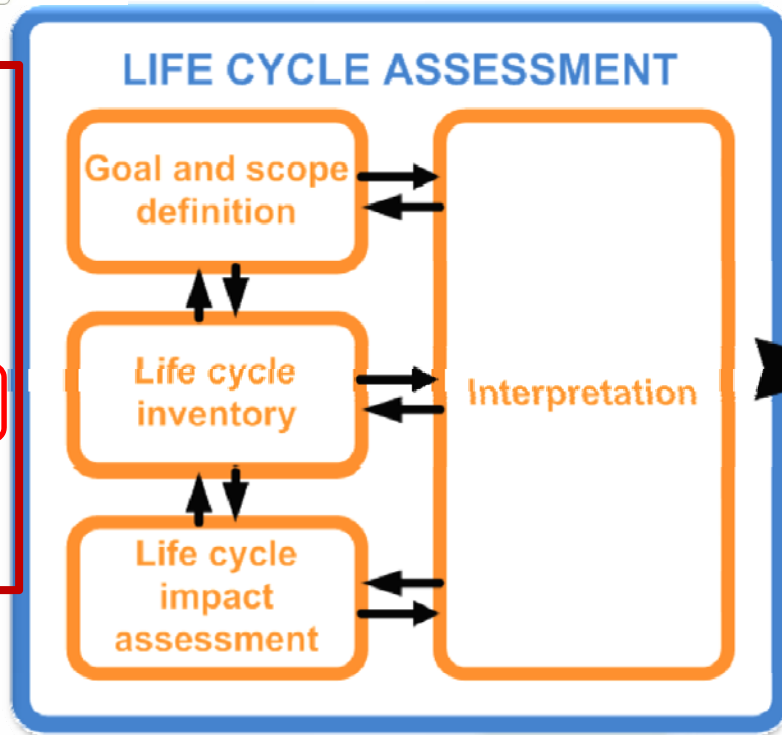 LIFE CYCLE ASSESSMENT
Goal and scope
definition
Life cycle
inventory
Interpretation
Life cycle
impact
assessment